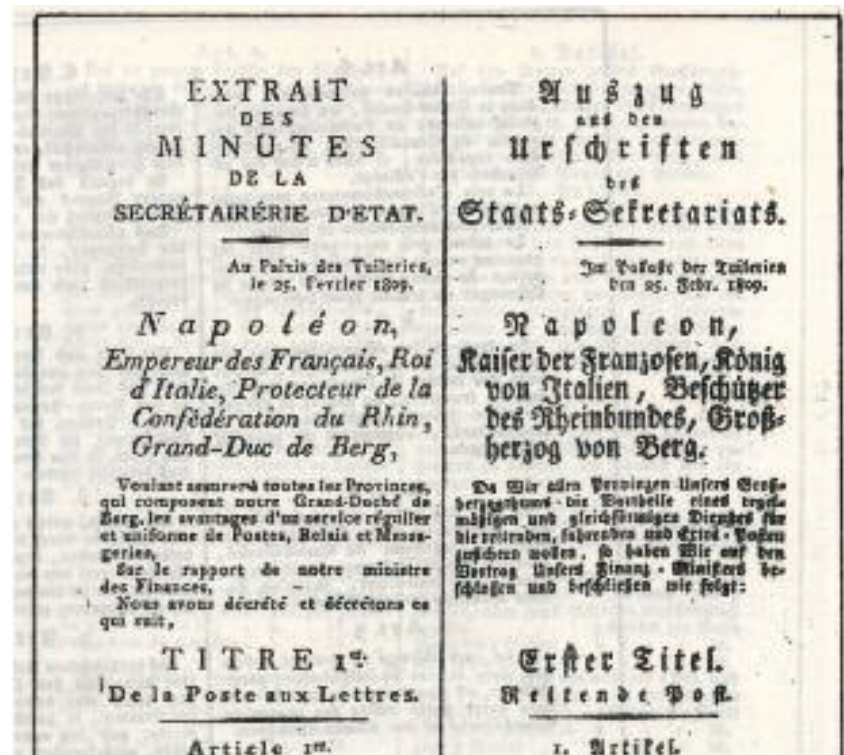 EXTRAIT
DES
MINUTES
DE LA
SECRÉTAIRÉRIE D'ETAT.
Au Palais des Tuileries,
le 25. Fevrier 1809.
Napoléon,
Empereur des Français, Roi
d'Italie, Protecteur de la
Confédération du Rhin,
Grand-Duc de Berg,
Voulant assurer à toutes les Provinces,
qui composent notre Grand-Duché de
Berg, les avantages d'un service régulier
et uniforme de Postes, Relais et Messa-
geries,
Sur le rapport de notre ministre
des Finances,
Nous avons décrété et décrétons ce
qui suit,
TITRE 1er.
De la Poste aux Lettres.
Article 1er.
Auszug
aus den
Urschriften
des
Staats-Sekretariats.
Im Pallaste der Tuilerien
den 25. Febr. 1809.
Napoleon,
Kaiser der Franzosen, König
von Italien, Beschützer
des Rheinbundes, Groß-
herzog von Berg.
Da Wir allen Provinzen Unsers Groß-
herzogthums die Vortheile eines regel-
mäßigen und gleichförmigen Dienstes für
die reitenden, fahrenden und Extra-Posten
zusichern wollen, so haben Wir auf den
Vortrag Unsers Finanz-Ministers be-
schlossen und beschließen wie folgt:
Erster Titel.
Reitende Post.
1. Artikel.